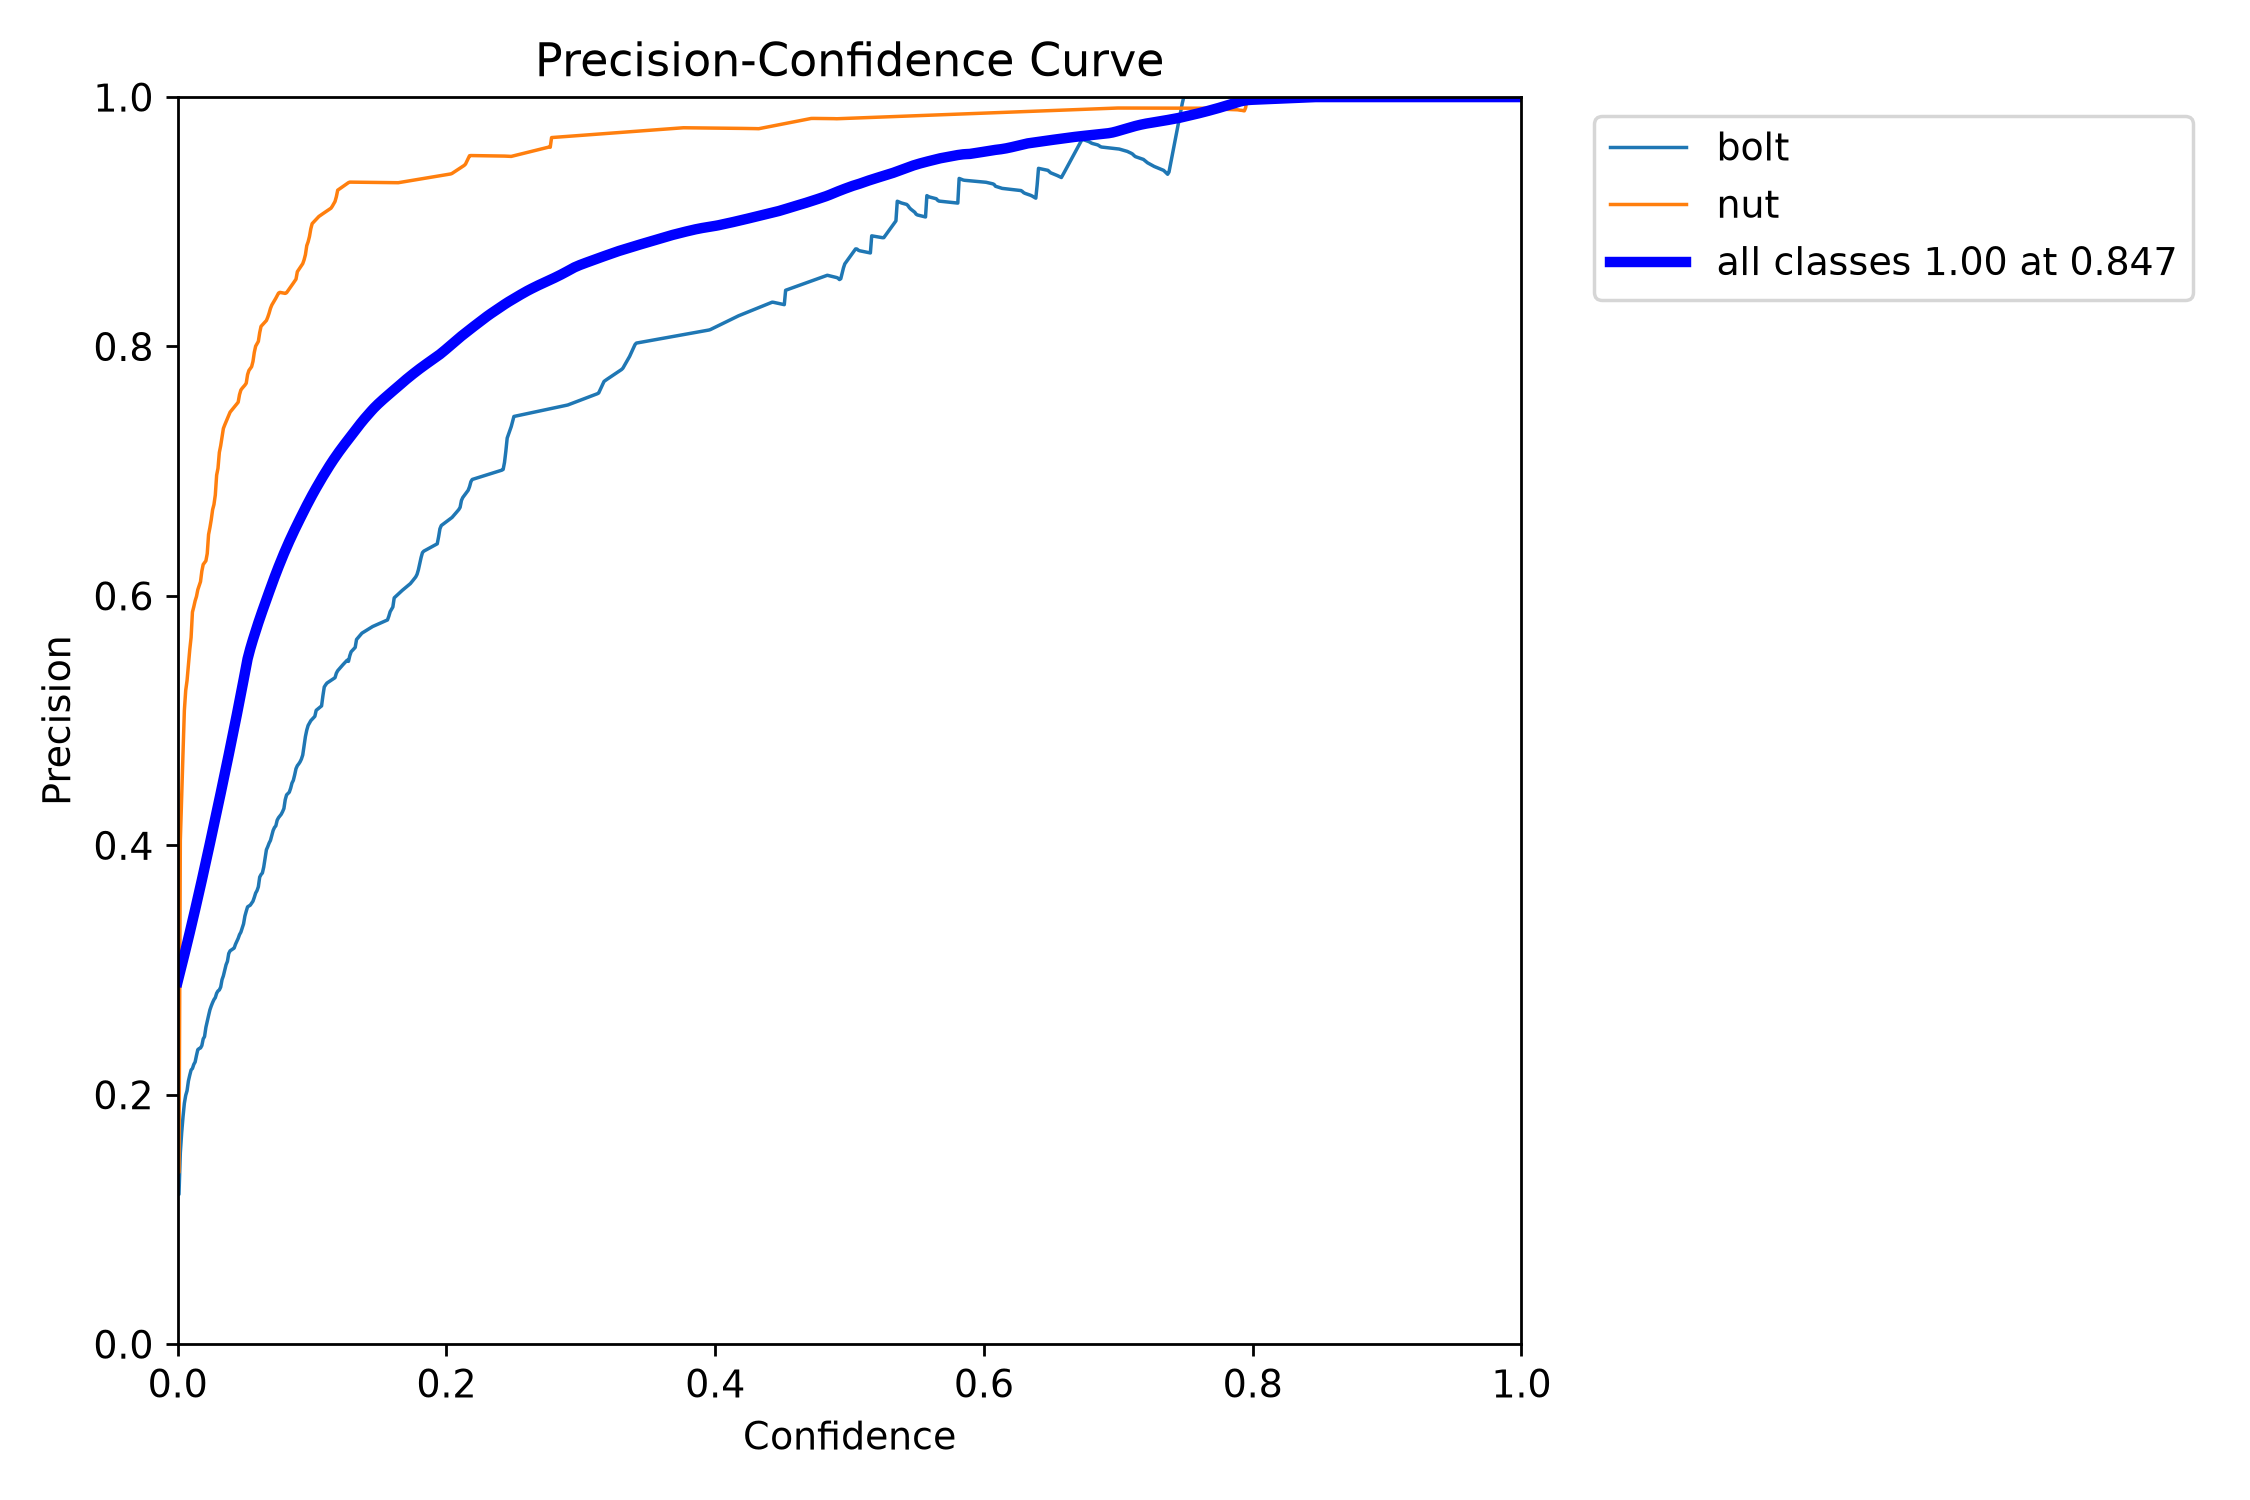 Precision-Confidence Curve
1.0
0.8
0.6
0.4
0.2
0.0
Precision
0.0 0.2 0.4 0.6 0.8 1.0
Confidence
bolt
nut
all classes 1.00 at 0.847